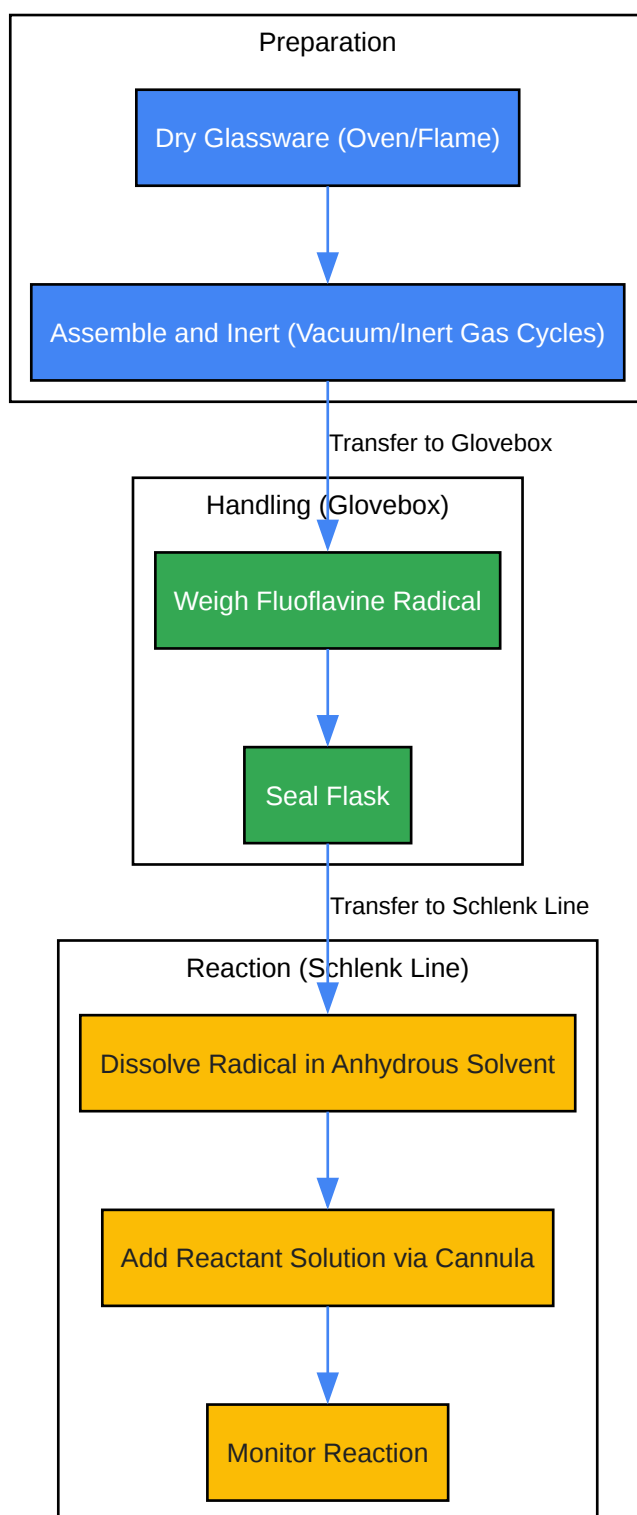 Preparation
Dry Glassware (Oven/Flame)
Assemble and Inert (Vacuum/Inert Gas Cycles)
Transfer to Glovebox
Handling (Glovebox)
Weigh Fluoflavine Radical
Seal Flask
Transfer to Schlenk Line
Reaction (Schlenk Line)
Dissolve Radical in Anhydrous Solvent
Add Reactant Solution via Cannula
Monitor Reaction